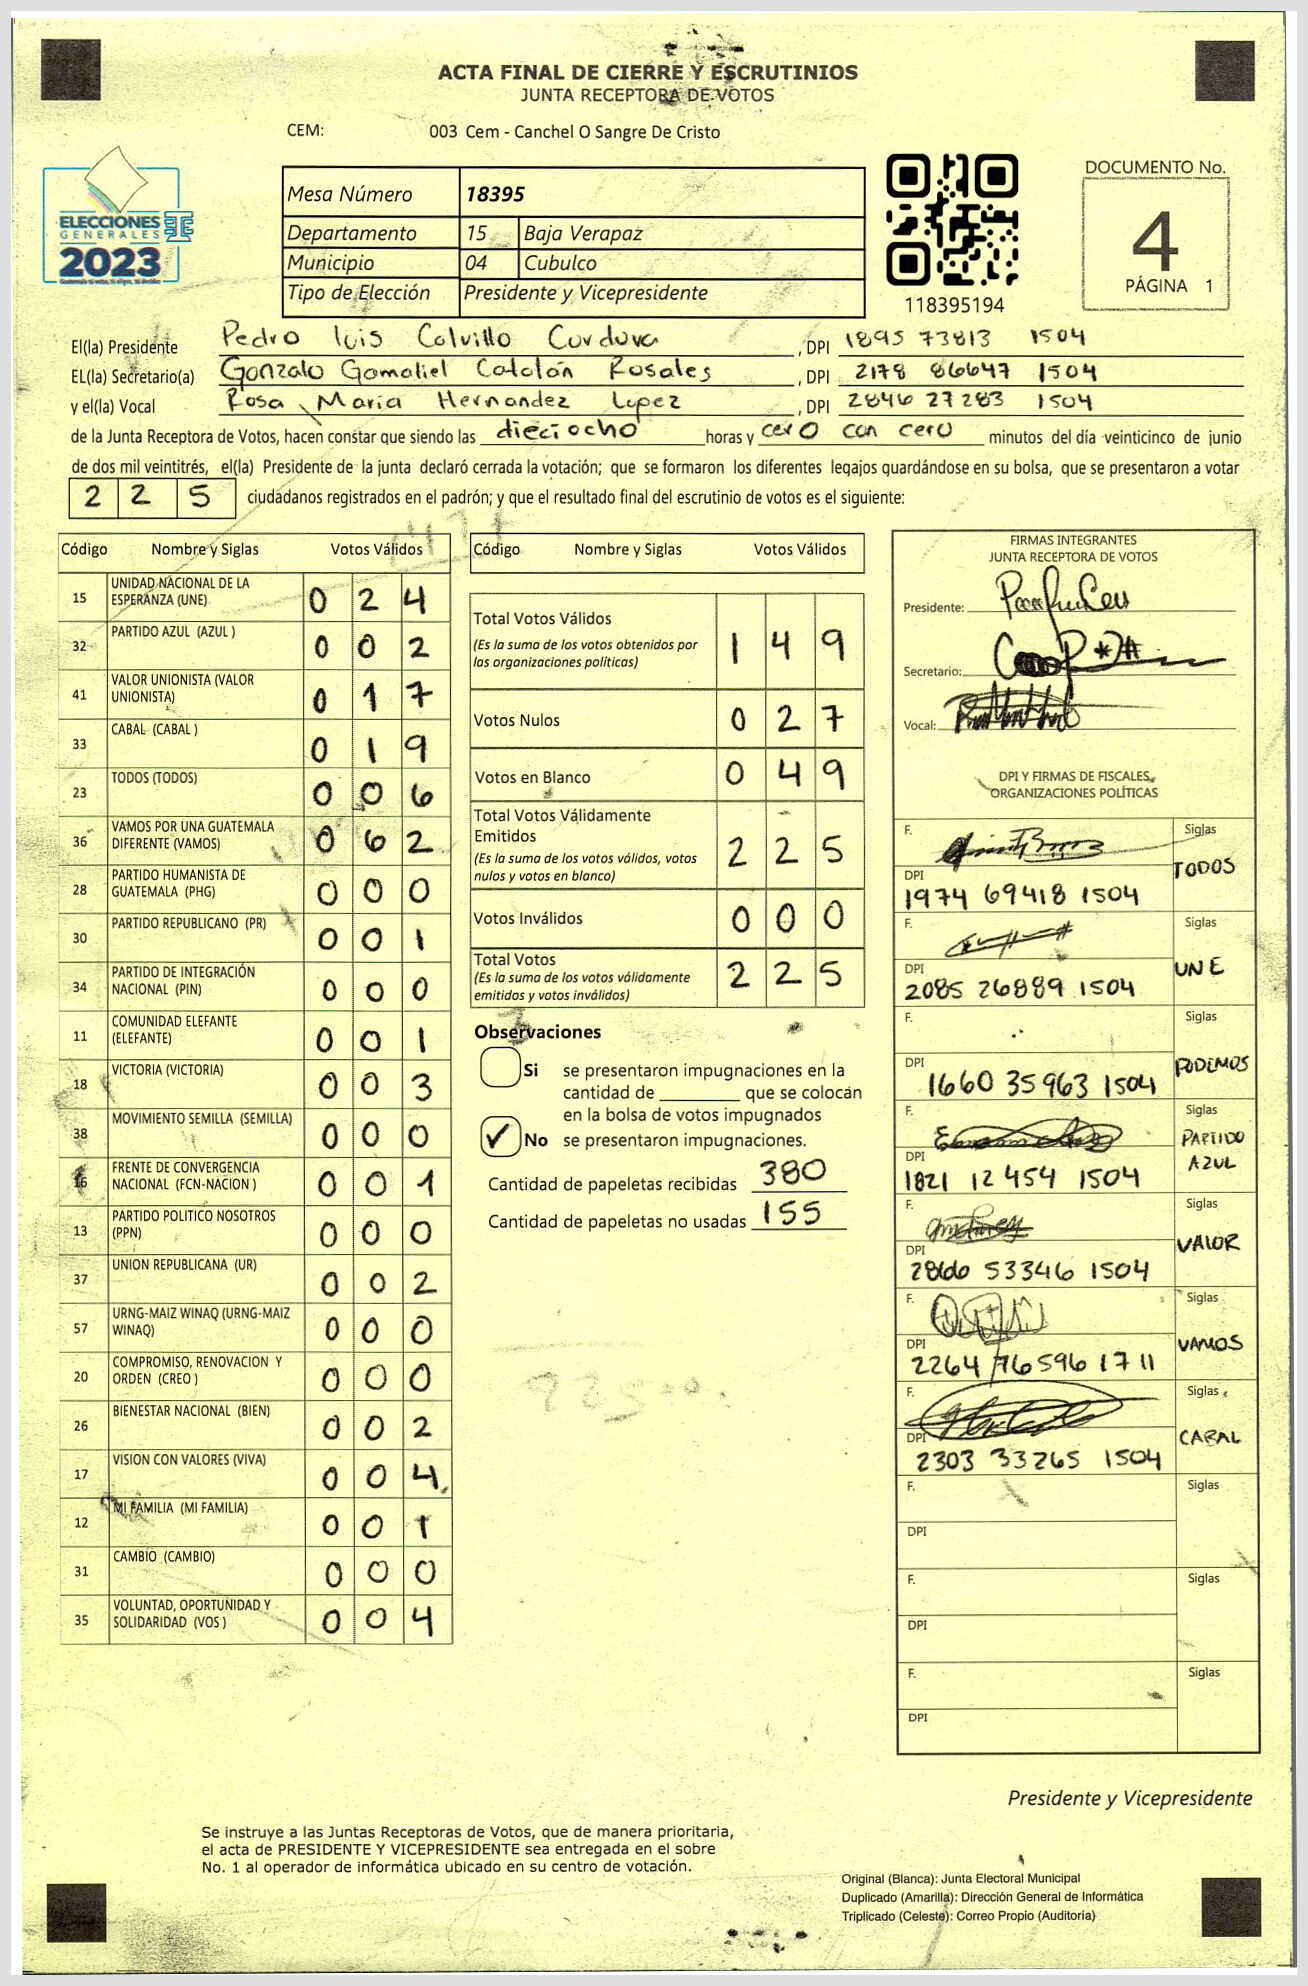 ACTA FINAL DE CIERRE Y ESCRUTINIOS
JUNTA RECEPTORA DE VOTOS
CEM: 003 Cem - Canchel O Sangre De Cristo
ELECCIONES
GENERALES
2023
Mesa Número 18395
Departamento 15 Baja Verapaz
Municipio 04 Cubulco
Tipo de Elección Presidente y Vicepresidente
118395194
DOCUMENTO No.
4
PÁGINA 1
El(la) Presidente Pedro Luis Calvillo Cordova, DPI 1895 73813 1504
EL(la) Secretario(a) Gonzalo Gamaliel Catalán Rosales, DPI 2178 86647 1504
y el(la) Vocal Rosa María Hernandez Lopez, DPI 2846 27283 1504
de la Junta Receptora de Votos, hacen constar que siendo las dieciocho horas y cero con cero minutos del día veinticinco de junio
de dos mil veintitrés, el(la) Presidente de la junta declaró cerrada la votación; que se formaron los diferentes legajos guardándose en su bolsa, que se presentaron a votar
225 ciudadanos registrados en el padrón; y que el resultado final del escrutinio de votos es el siguiente:
Código Nombre y Siglas Votos Válidos
15 UNIDAD NACIONAL DE LA ESPERANZA (UNE) 0 2 4
32 PARTIDO AZUL (AZUL ) 0 0 2
41 VALOR UNIONISTA (VALOR UNIONISTA) 0 1 7
33 CABAL (CABAL ) 0 1 9
23 TODOS (TODOS) 0 0 6
36 VAMOS POR UNA GUATEMALA DIFERENTE (VAMOS) 0 6 2
28 PARTIDO HUMANISTA DE GUATEMALA (PHG) 0 0 0
30 PARTIDO REPUBLICANO (PR) 0 0 1
34 PARTIDO DE INTEGRACIÓN NACIONAL (PIN) 0 0 0
11 COMUNIDAD ELEFANTE (ELEFANTE) 0 0 1
18 VICTORIA (VICTORIA) 0 0 3
38 MOVIMIENTO SEMILLA (SEMILLA) 0 0 0
16 FRENTE DE CONVERGENCIA NACIONAL (FCN-NACION ) 0 0 1
13 PARTIDO POLITICO NOSOTROS (PPN) 0 0 0
37 UNION REPUBLICANA (UR) 0 0 2
57 URNG-MAIZ WINAQ (URNG-MAIZ WINAQ) 0 0 0
20 COMPROMISO, RENOVACION Y ORDEN (CREO ) 0 0 0
26 BIENESTAR NACIONAL (BIEN) 0 0 2
17 VISION CON VALORES (VIVA) 0 0 4
12 MI FAMILIA (MI FAMILIA) 0 0 1
31 CAMBIO (CAMBIO) 0 0 0
35 VOLUNTAD, OPORTUNIDAD Y SOLIDARIDAD (VOS ) 0 0 4
Código Nombre y Siglas Votos Válidos
Total Votos Válidos 1 4 9
(Es la suma de los votos obtenidos por
las organizaciones políticas)
Votos Nulos 0 2 7
Votos en Blanco 0 4 9
Total Votos Válidamente
Emitidos 2 2 5
(Es la suma de los votos válidos, votos
nulos y votos en blanco)
Votos Inválidos 0 0 0
Total Votos 2 2 5
(Es la suma de los votos válidamente
emitidos y votos inválidos)
Observaciones
Si se presentaron impugnaciones en la
cantidad de ________ que se colocán
en la bolsa de votos impugnados
✓ No se presentaron impugnaciones.
Cantidad de papeletas recibidas 380
Cantidad de papeletas no usadas 155
FIRMAS INTEGRANTES
JUNTA RECEPTORA DE VOTOS
Presidente:
Secretario:
Vocal:
DPI Y FIRMAS DE FISCALES
ORGANIZACIONES POLÍTICAS
F. Siglas
DPI TODOS
1974 69418 1504
F. Siglas
DPI UNE
2085 26889 1504
F. Siglas
DPI PODEMOS
1660 35963 1504
F. Siglas
DPI PARTIDO AZUL
1821 12 454 1504
F. Siglas
DPI VALOR
2860 53346 1504
F. Siglas
DPI VAMOS
2264 76596 1711
F. Siglas
DPI CABAL
2303 33265 1504
F. Siglas
DPI
F. Siglas
DPI
F. Siglas
DPI
Presidente y Vicepresidente
Se instruye a las Juntas Receptoras de Votos, que de manera prioritaria,
el acta de PRESIDENTE Y VICEPRESIDENTE sea entregada en el sobre
No. 1 al operador de informática ubicado en su centro de votación.
Original (Blanca): Junta Electoral Municipal
Duplicado (Amarilla): Dirección General de Informática
Triplicado (Celeste): Correo Propio (Auditoría)